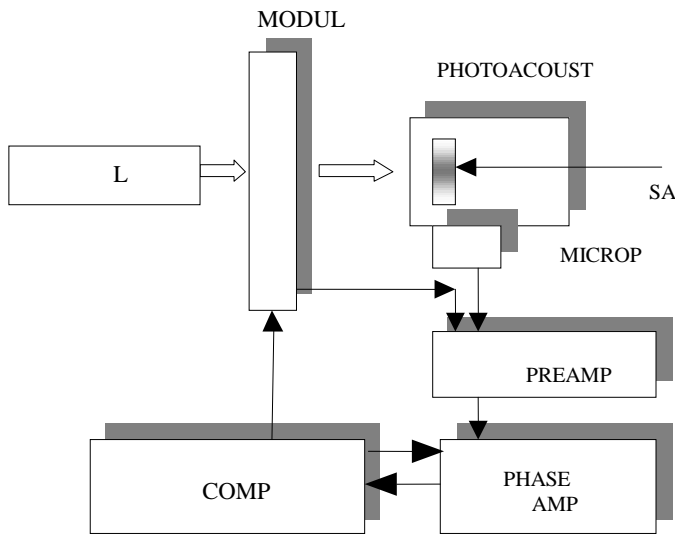 MODUL
PHOTOACOUST
L
SA
MICROP
PREAMP
COMP
PHASE
AMP